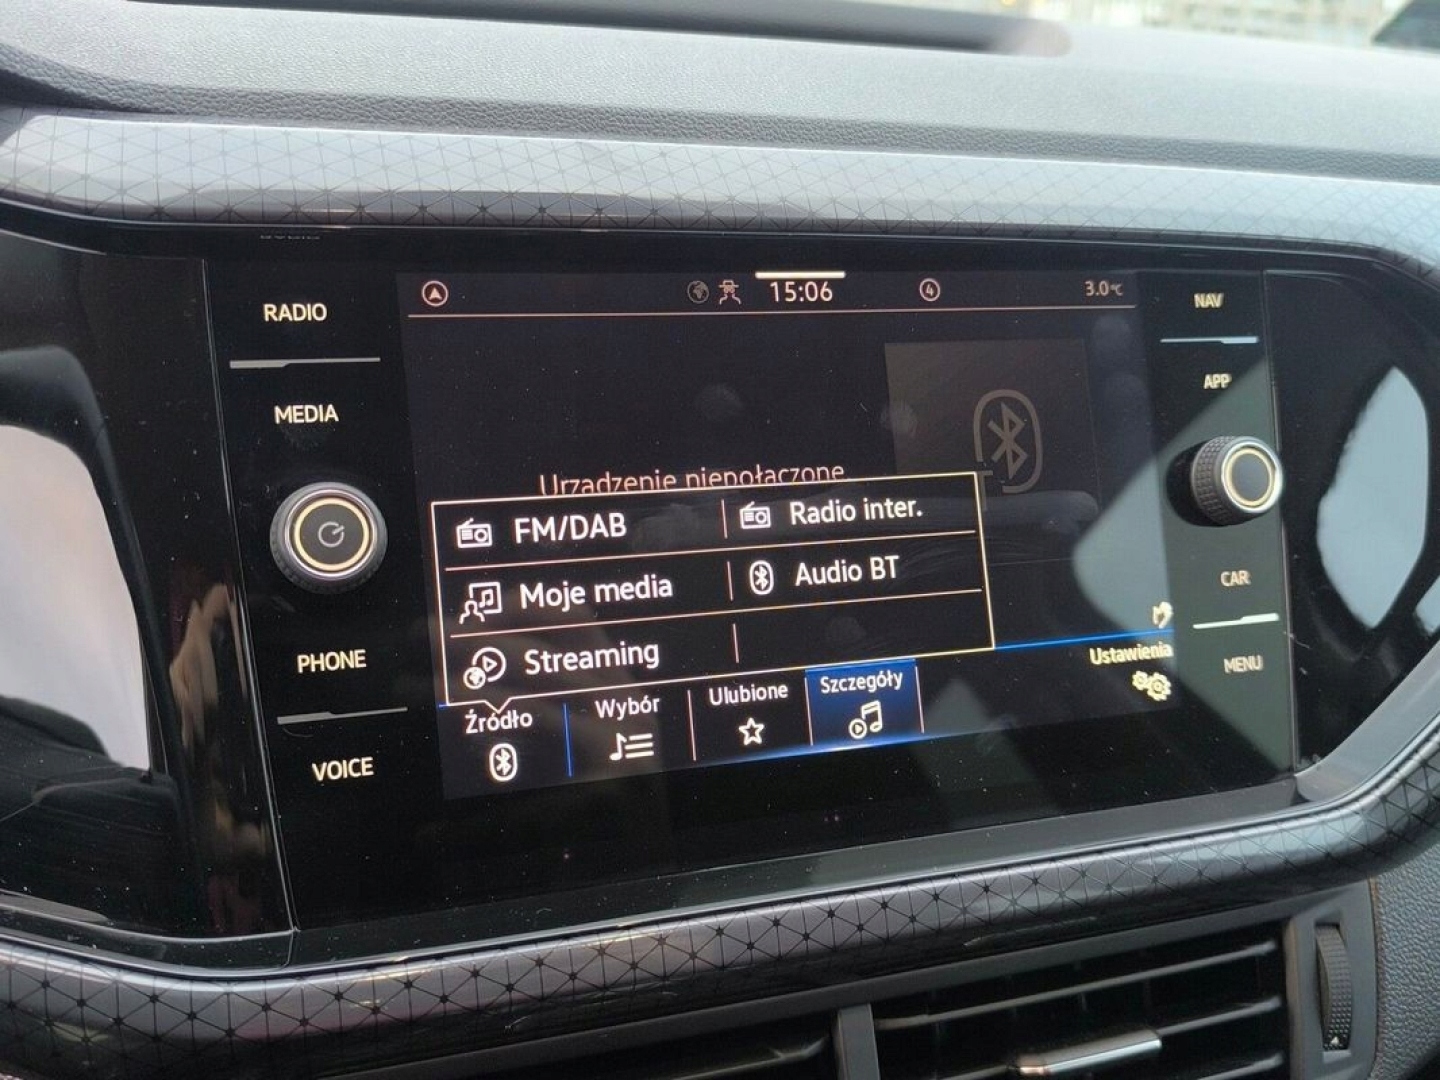 RADIO
MEDIA
PHONE
VOICE
15:06
4
3.0°C
Urządzenie niepołączone.
FM/DAB
Radio inter.
Moje media
Audio BT
Streaming
Źródło
Wybór
Ulubione
Szczegóły
Ustawienia
NAV
APP
CAR
MENU